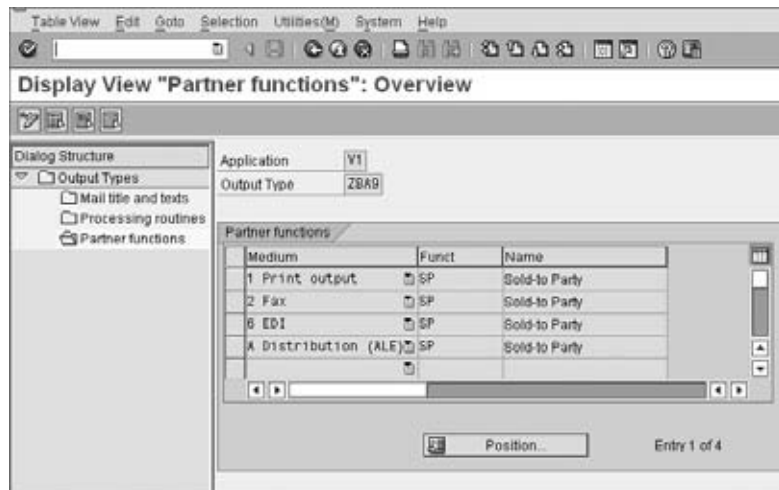 Table View Edit Goto Selection Utilities(M) System Help
Display View "Partner functions": Overview
Dialog Structure
Output Types
Mail title and texts
Processing routines
Partner functions
Application V1
Output Type ZBA9
Partner functions
Medium Funct Name
1 Print output SP Sold-to Party
2 Fax SP Sold-to Party
6 EDI SP Sold-to Party
A Distribution (ALE) SP Sold-to Party
Position...
Entry 1 of 4